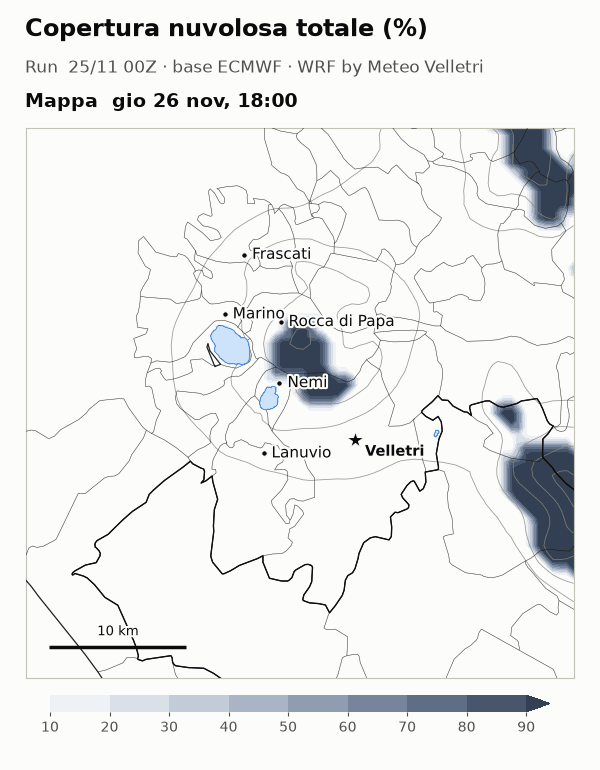 Copertura nuvolosa totale (%)
Run  25/11 00Z · base ECMWF · WRF by Meteo Velletri
Mappa  gio 26 nov, 18:00
Frascati
Marino
Rocca di Papa
Nemi
Velletri
Lanuvio
10 km
10 20 30 40 50 60 70 80 90